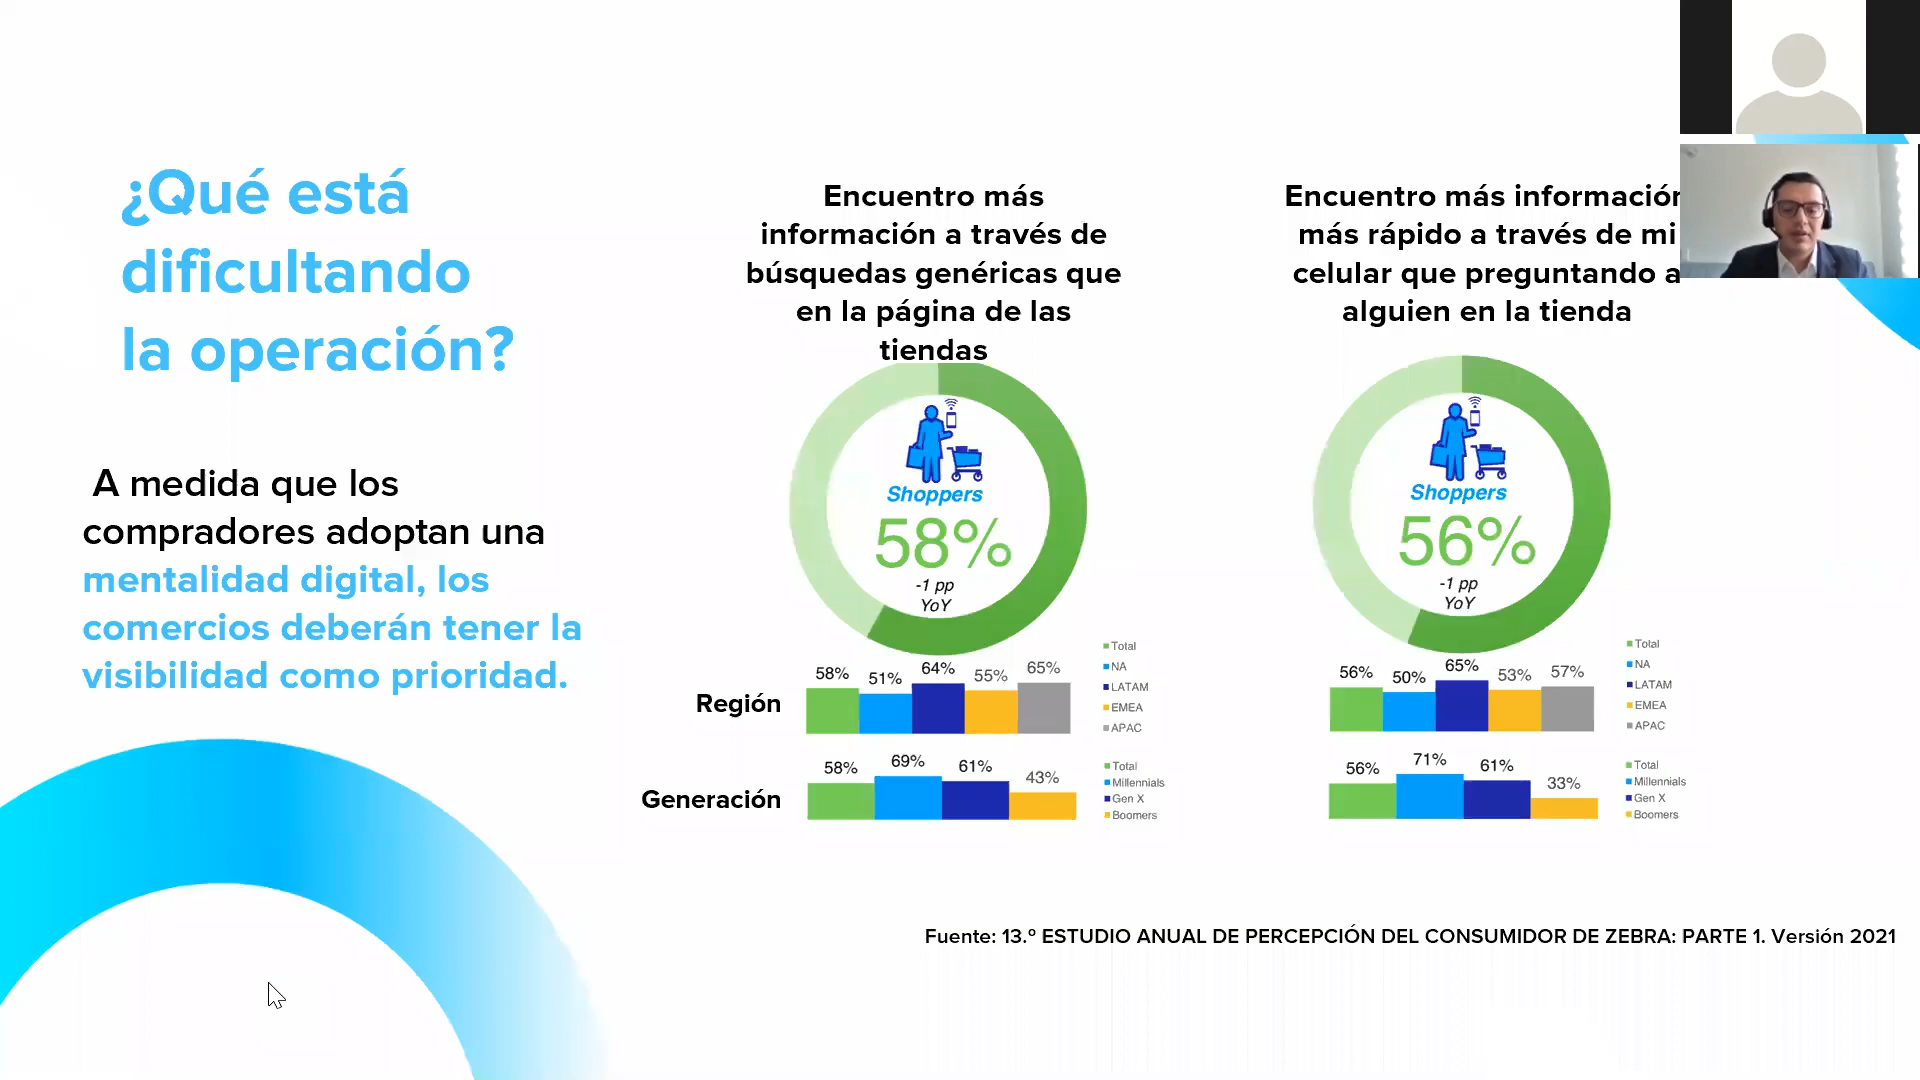 ¿Qué está
dificultando
la operación?
A medida que los
compradores adoptan una
mentalidad digital, los
comercios deberán tener la
visibilidad como prioridad.
Encuentro más
información a través de
búsquedas genéricas que
en la página de las
tiendas
Shoppers
58%
-1 pp
YoY
Región
58% 51% 64% 55% 65%
Total
NA
LATAM
EMEA
APAC
Generación
58% 69% 61% 43%
Total
Millennials
Gen X
Boomers
Encuentro más información
más rápido a través de mi
celular que preguntando a
alguien en la tienda
Shoppers
56%
-1 pp
YoY
56% 50% 65% 53% 57%
Total
NA
LATAM
EMEA
APAC
56% 71% 61% 33%
Total
Millennials
Gen X
Boomers
Fuente: 13.º ESTUDIO ANUAL DE PERCEPCIÓN DEL CONSUMIDOR DE ZEBRA: PARTE 1. Versión 2021